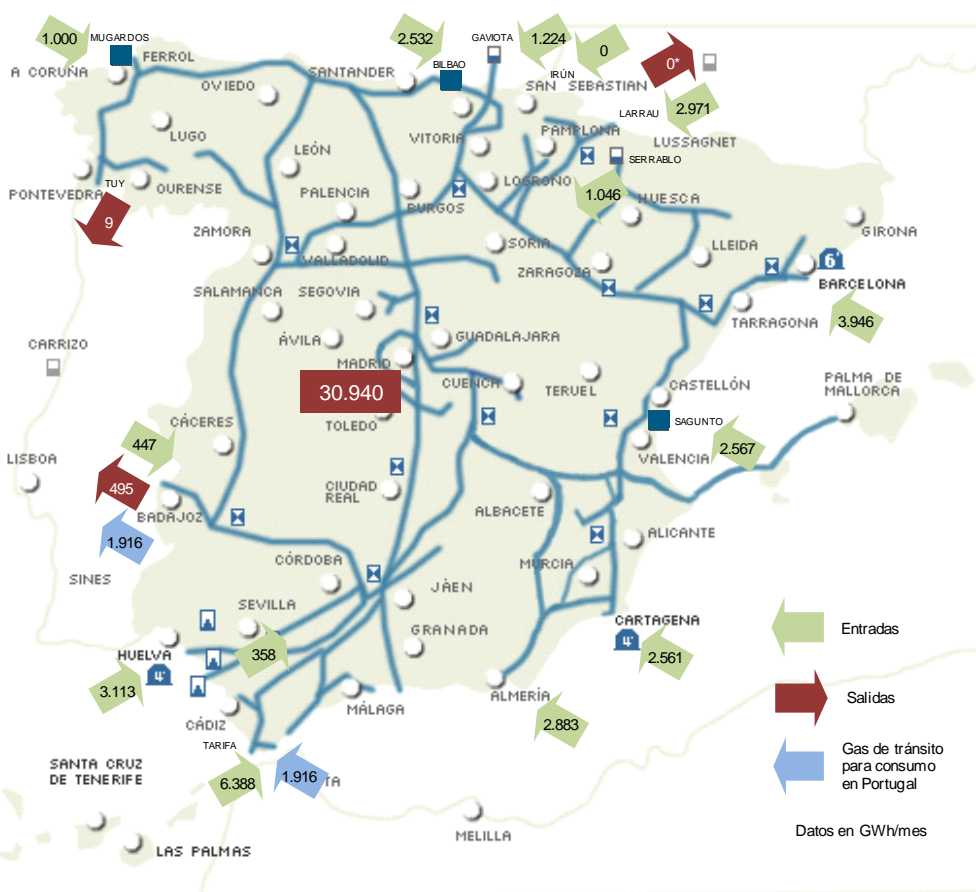 1.000
MUGARDOS
FERROL
A CORUÑA
OVIEDO
LUGO
SANTANDER
2.532
BILBAO
GAVIOTA
1.224
0
0*
IRÚN
SAN SEBASTIAN
2.971
LARRAU
LUSSAGNET
VITORIA
PAMPLONA
SERRABLO
LEÓN
PONTEVEDRA
TUY
OURENSE
9
PALENCIA
BURGOS
LOGROÑO
1.046
HUESCA
ZAMORA
VALLADOLID
SORIA
ZARAGOZA
LLEIDA
GIRONA
6
BARCELONA
SALAMANCA
SEGOVIA
TARRAGONA
3.946
ÁVILA
GUADALAJARA
CARRIZO
MADRID
30.940
CUENCA
TERUEL
CASTELLÓN
PALMA DE
MALLORCA
TOLEDO
SAGUNTO
CÁCERES
447
VALENCIA
2.567
LISBOA
495
BADAJOZ
CIUDAD
REAL
ALBACETE
1.916
ALICANTE
SINES
CÓRDOBA
MURCIA
JÁEN
SEVILLA
GRANADA
CARTAGENA
4
2.561
HUELVA
4
358
3.113
CÁDIZ
MÁLAGA
ALMERÍA
2.883
TARIFA
6.388
1.916
TA
SANTA CRUZ
DE TENERIFE
LAS PALMAS
MELILLA
Entradas
Salidas
Gas de tránsito
para consumo
en Portugal
Datos en GWh/mes